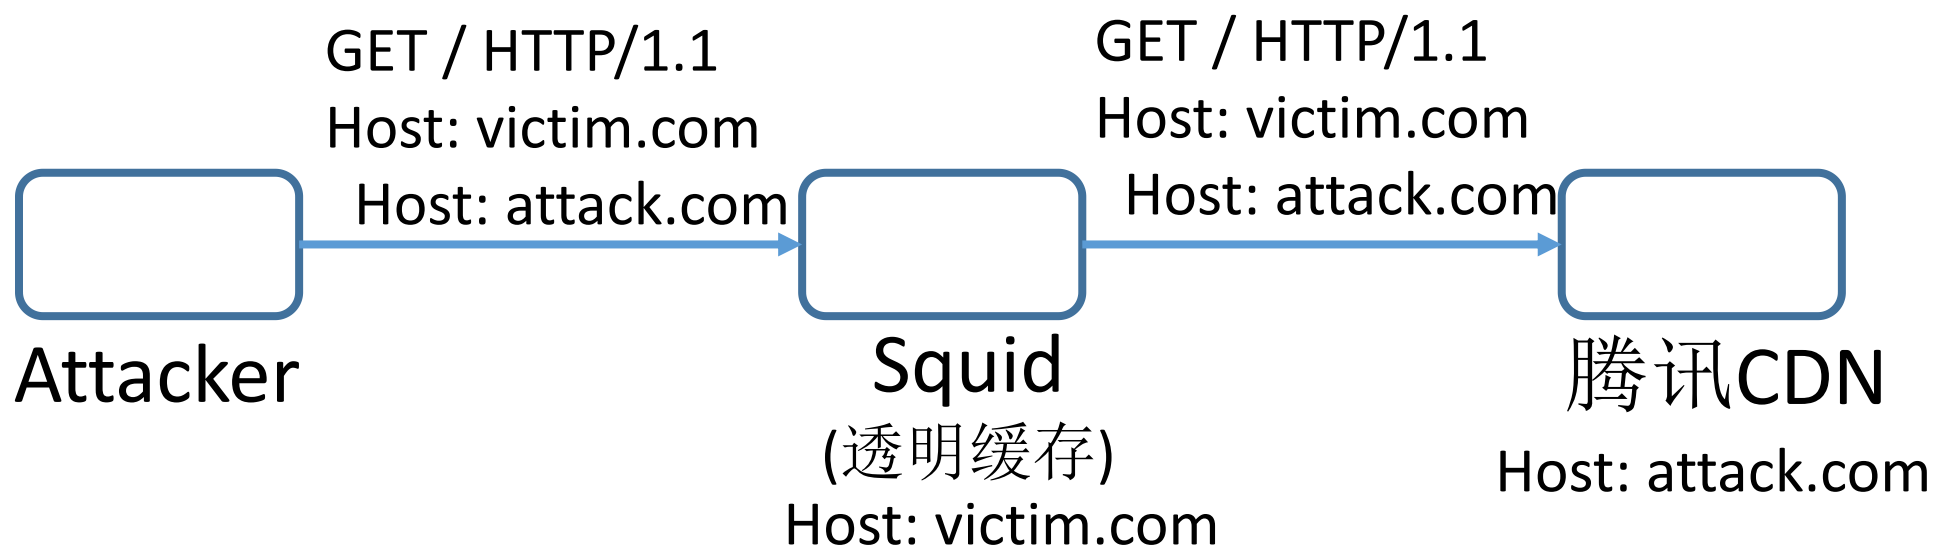 GET / HTTP/1.1
Host: victim.com
Host: attack.com
GET / HTTP/1.1
Host: victim.com
Host: attack.com
Attacker
Squid
(透明缓存)
Host: victim.com
腾讯CDN
Host: attack.com